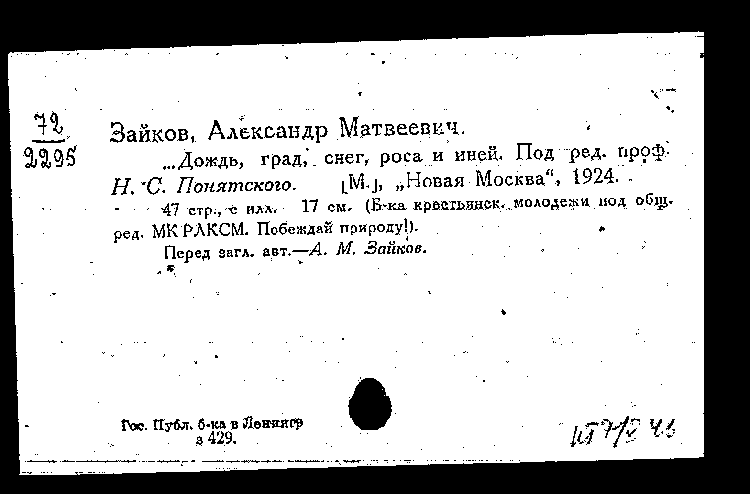 72
2295
Зайков, Александр Матвеевич.
...Дождь, град, снег, роса и иней. Под ред. проф.
Н. С. Понятского. [М.], „Новая Москва“, 1924.
47 стр., с илл. 17 см. (Б-ка крестьянск. молодежи под общ.
ред. МК РЛКСМ. Побеждай природу!).
Перед загл. авт.—А. М. Зайков.
Гос. Публ. б-ка в Ленингр
з 429.